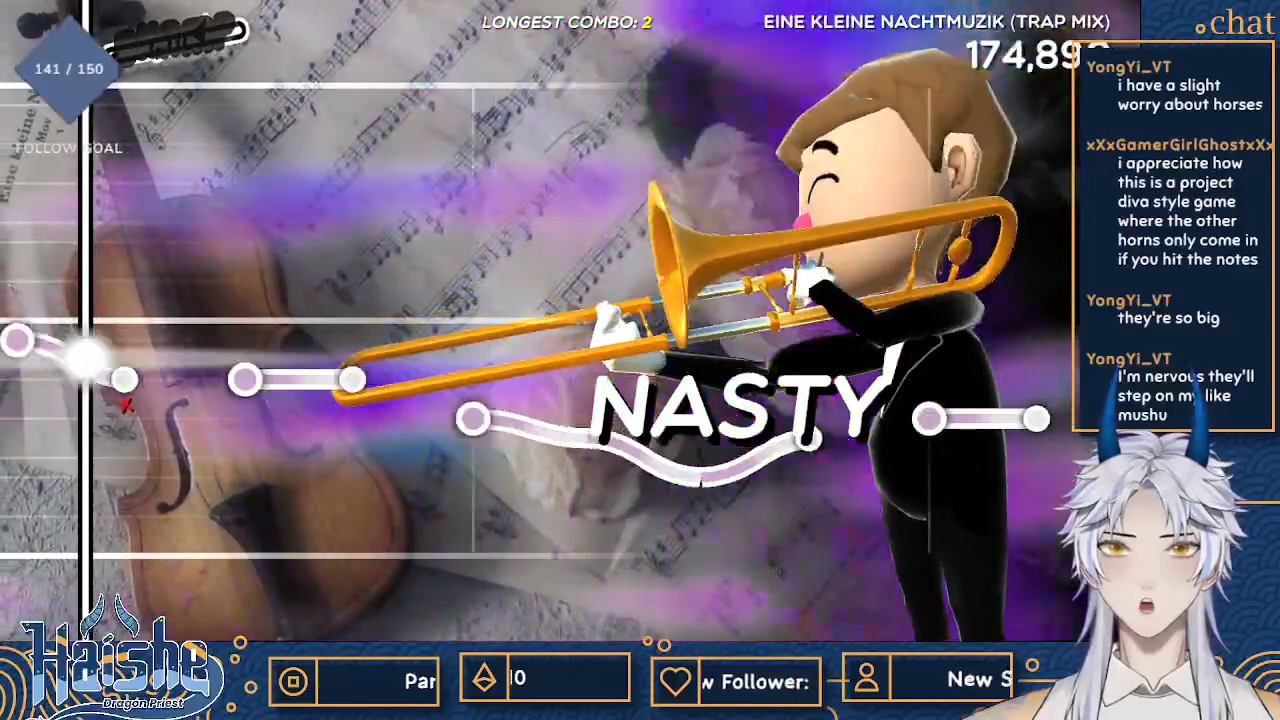 LONGEST COMBO: 2
EINE KLEINE NACHTMUZIK (TRAP MIX)
141 / 150
FOLLOW GOAL
NASTY
chat
YongYi_VT
i have a slight
worry about horses
xXxGamerGirlGhostxXx
i appreciate how
this is a project
diva style game
where the other
horns only come in
if you hit the notes
YongYi_VT
they're so big
YongYi_VT
I'm nervous they'll
step on my like
mushu
Haishe
Dragon Priest
Par
0
w Follower:
New S